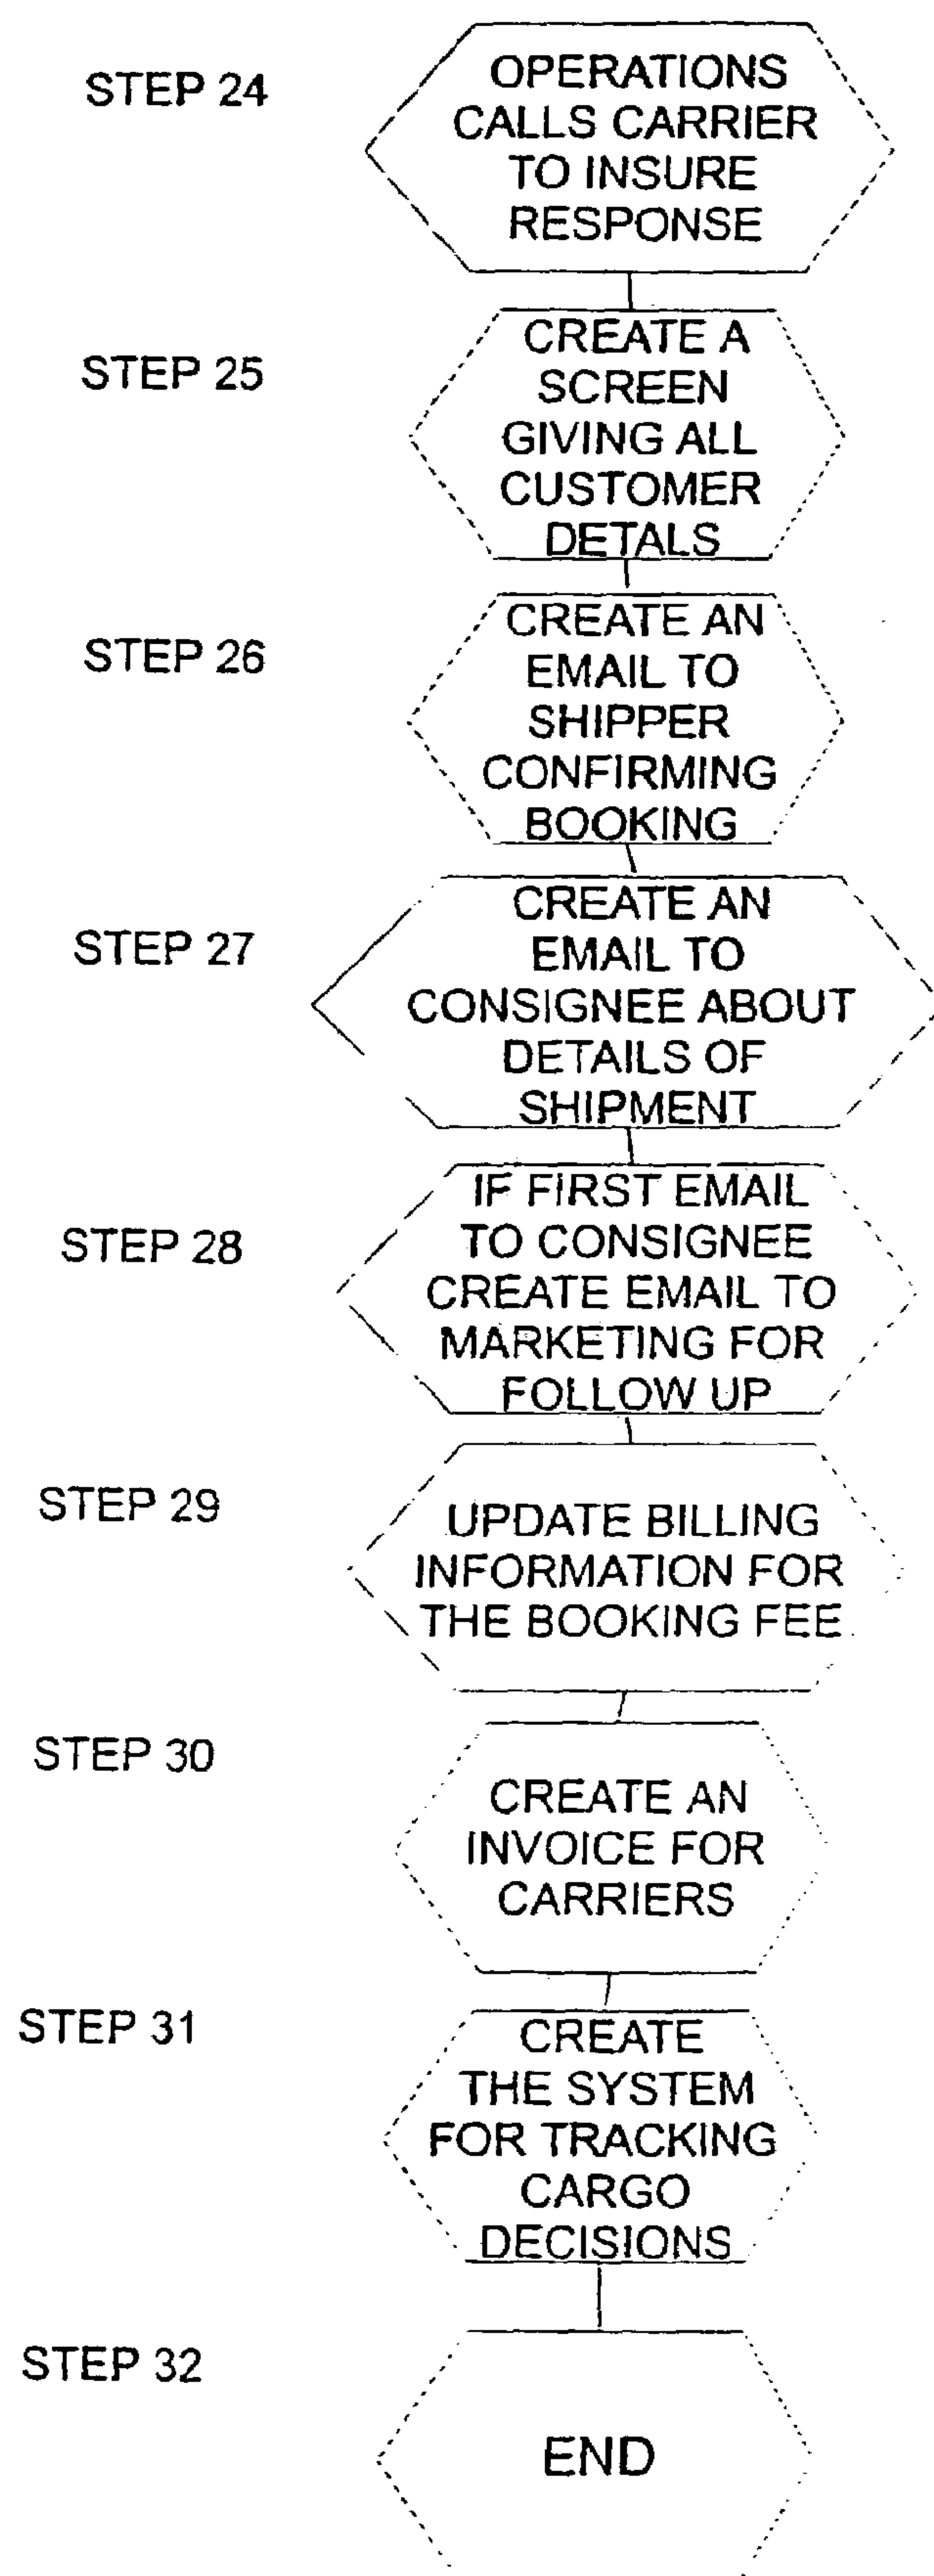 STEP 24
OPERATIONS
CALLS CARRIER
TO INSURE
RESPONSE
STEP 25
CREATE A
SCREEN
GIVING ALL
CUSTOMER
DETALS
STEP 26
CREATE AN
EMAIL TO
SHIPPER
CONFIRMING
BOOKING
STEP 27
CREATE AN
EMAIL TO
CONSIGNEE ABOUT
DETAILS OF
SHIPMENT
STEP 28
IF FIRST EMAIL
TO CONSIGNEE
CREATE EMAIL TO
MARKETING FOR
FOLLOW UP
STEP 29
UPDATE BILLING
INFORMATION FOR
THE BOOKING FEE
STEP 30
CREATE AN
INVOICE FOR
CARRIERS
STEP 31
CREATE
THE SYSTEM
FOR TRACKING
CARGO
DECISIONS
STEP 32
END